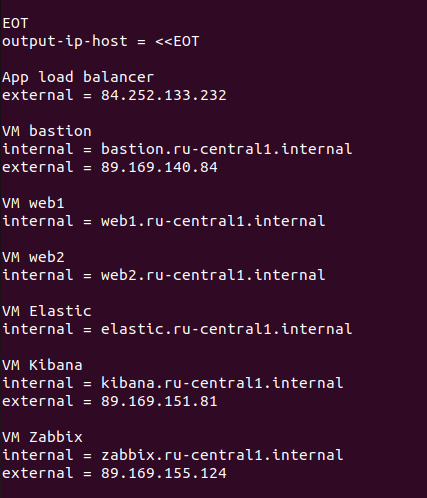 EOT
output-ip-host = <<EOT
App load balancer
external = 84.252.133.232
VM bastion
internal = bastion.ru-central1.internal
external = 89.169.140.84
VM web1
internal = web1.ru-central1.internal
VM web2
internal = web2.ru-central1.internal
VM Elastic
internal = elastic.ru-central1.internal
VM Kibana
internal = kibana.ru-central1.internal
external = 89.169.151.81
VM Zabbix
internal = zabbix.ru-central1.internal
external = 89.169.155.124